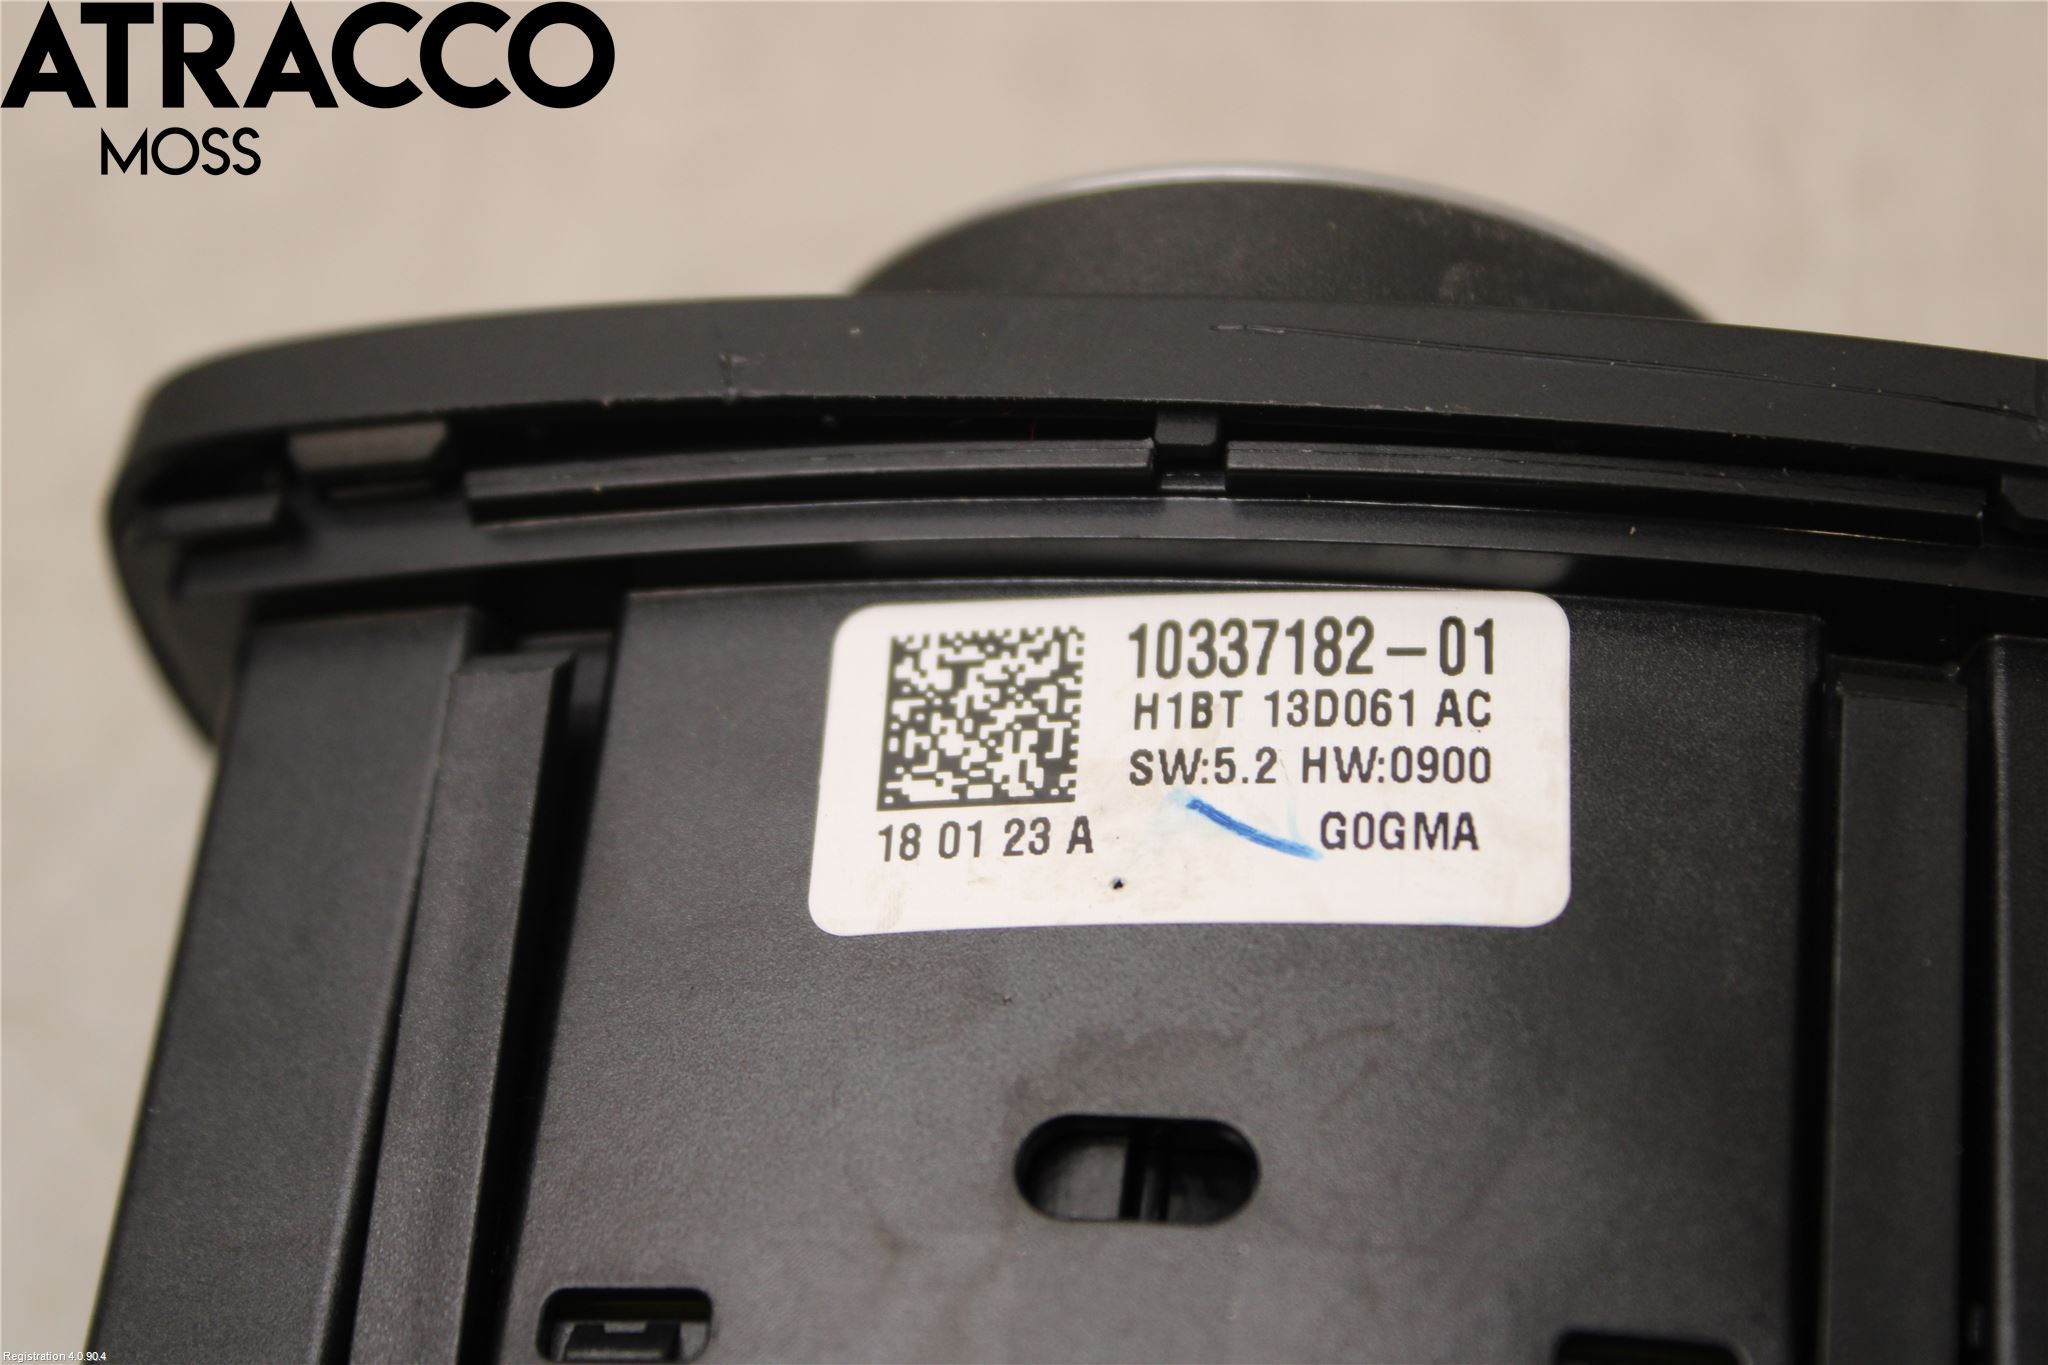 ATRACCO
MOSS
10337182-01
H1BT 13D061 AC
SW:5.2 HW:0900
18 01 23 A
G0GMA
Registration 4.0.90.4